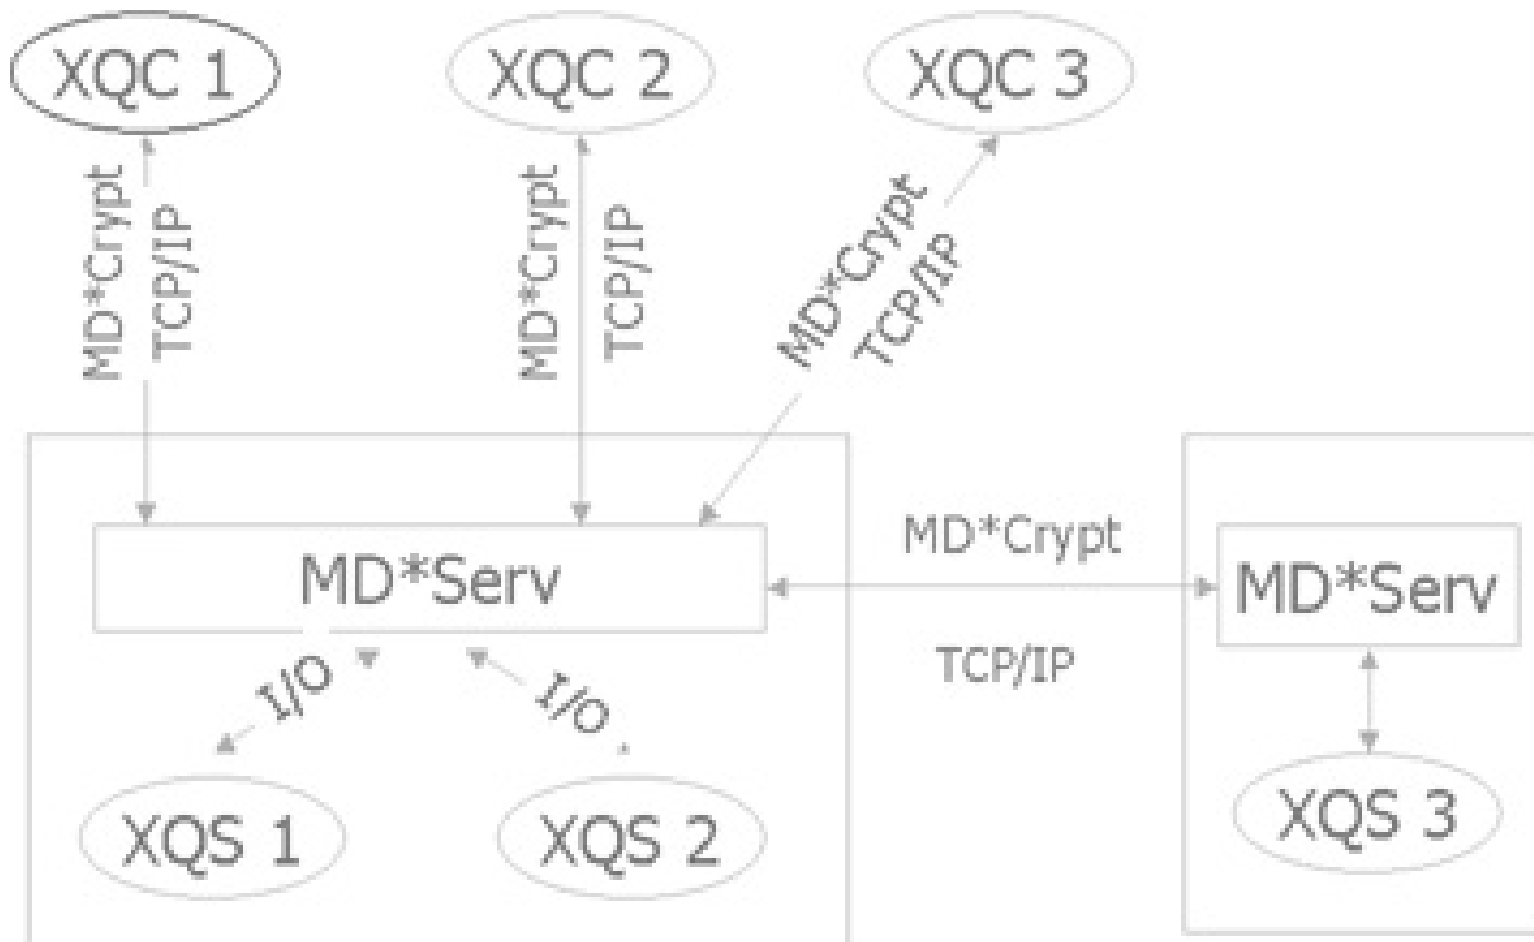 XQC 1
XQC 2
XQC 3
MD*Crypt
TCP/IP
MD*Crypt
TCP/IP
MD*Crypt
TCP/IP
MD*Serv
MD*Crypt
TCP/IP
MD*Serv
I/O
I/O
XQS 1
XQS 2
XQS 3